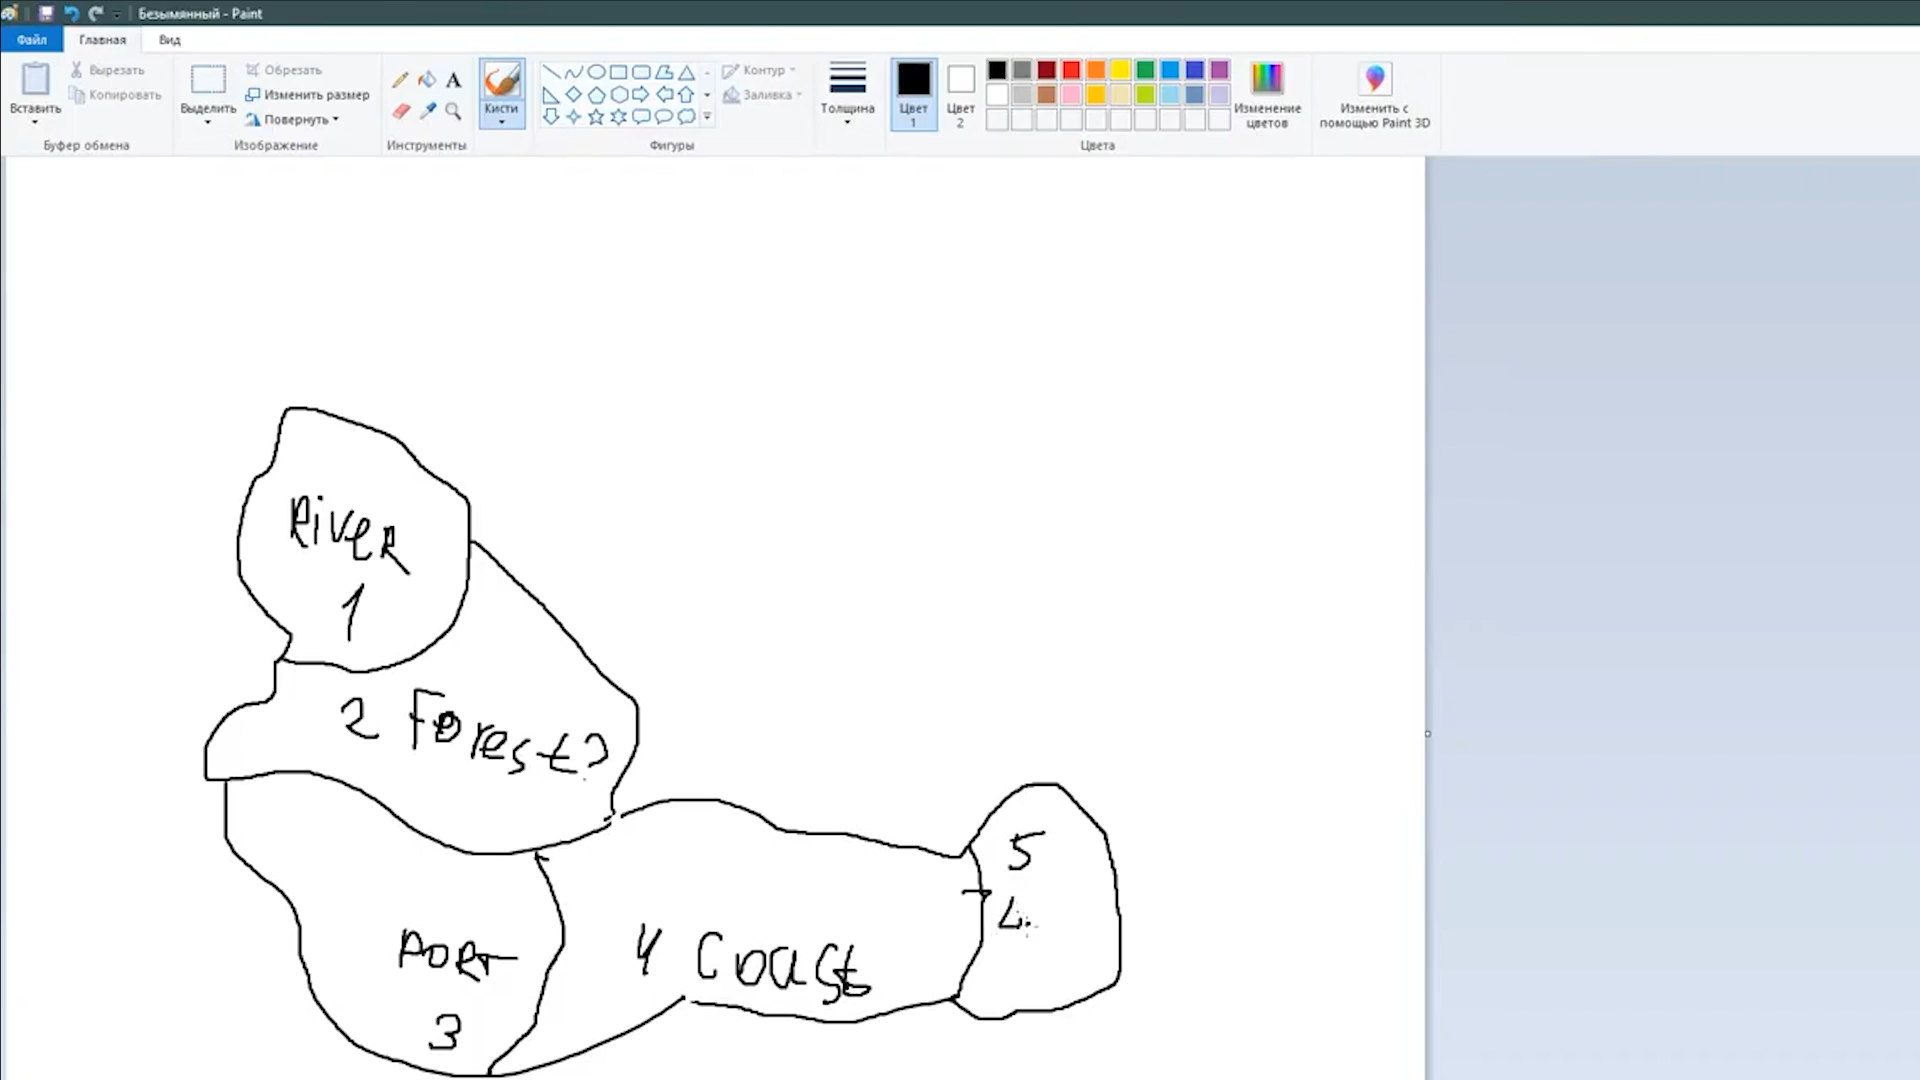 Безымянный - Paint
Файл Главная Вид
Вставить
Вырезать
Копировать
Буфер обмена
Выделить
Обрезать
Изменить размер
Повернуть
Изображение
A
Инструменты
Кисти
Фигуры
Контур
Заливка
Толщина
Цвет
1
Цвет
2
Изменение
цветов
Цвета
Изменить с
помощью Paint 3D
RiveR
1
2 Forest?
PORT
3
4 Coast
5